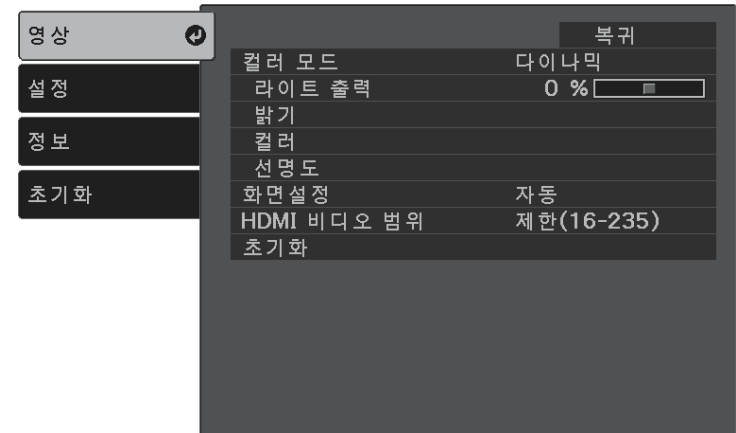 영상
설정
정보
초기화
복귀
컬러 모드 다이나믹
라이트 출력 0 %
밝기
컬러
선명도
화면설정 자동
HDMI 비디오 범위 제한(16-235)
초기화